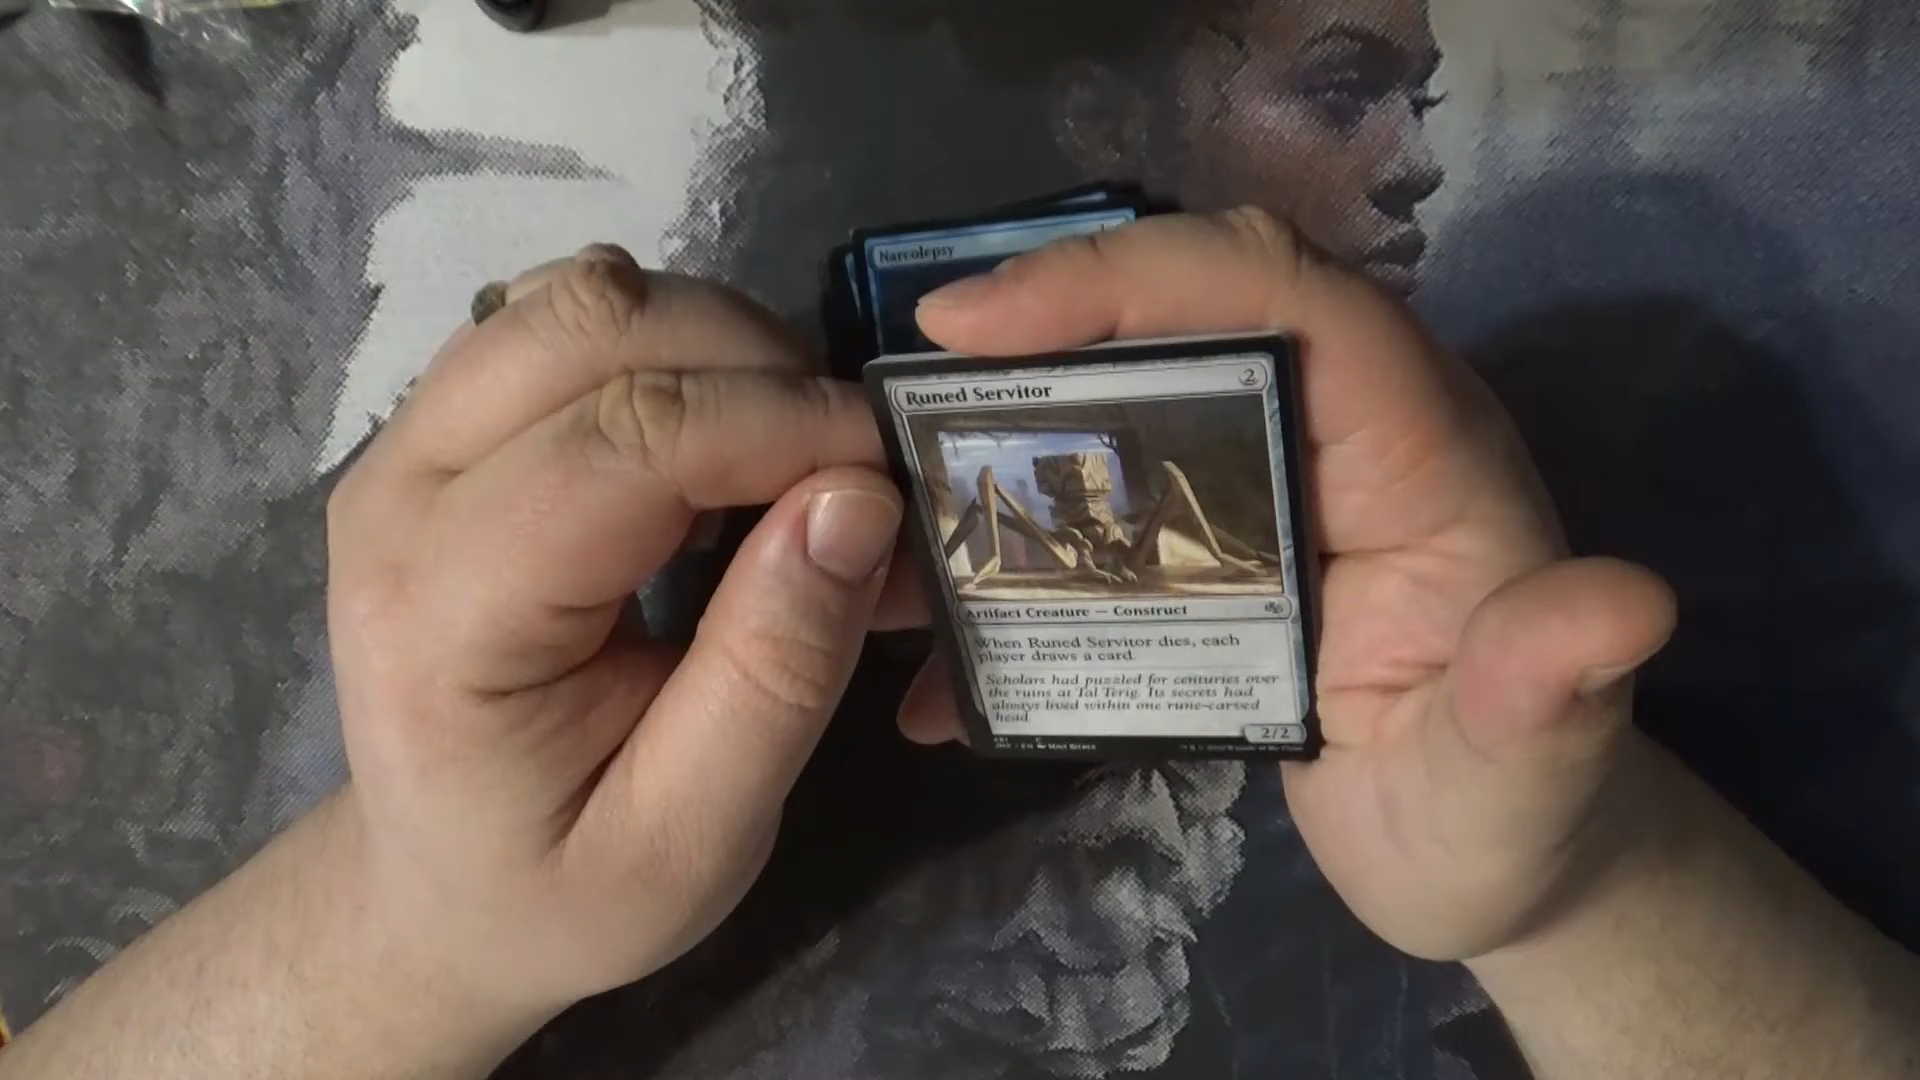 Narcolepsy
Runed Servitor
2
Artifact Creature — Construct
When Runed Servitor dies, each
player draws a card.
Scholars had puzzled for centuries over
the ruins at Tal Terig. Its secrets had
always lived within one rune-carved
head.
2/2